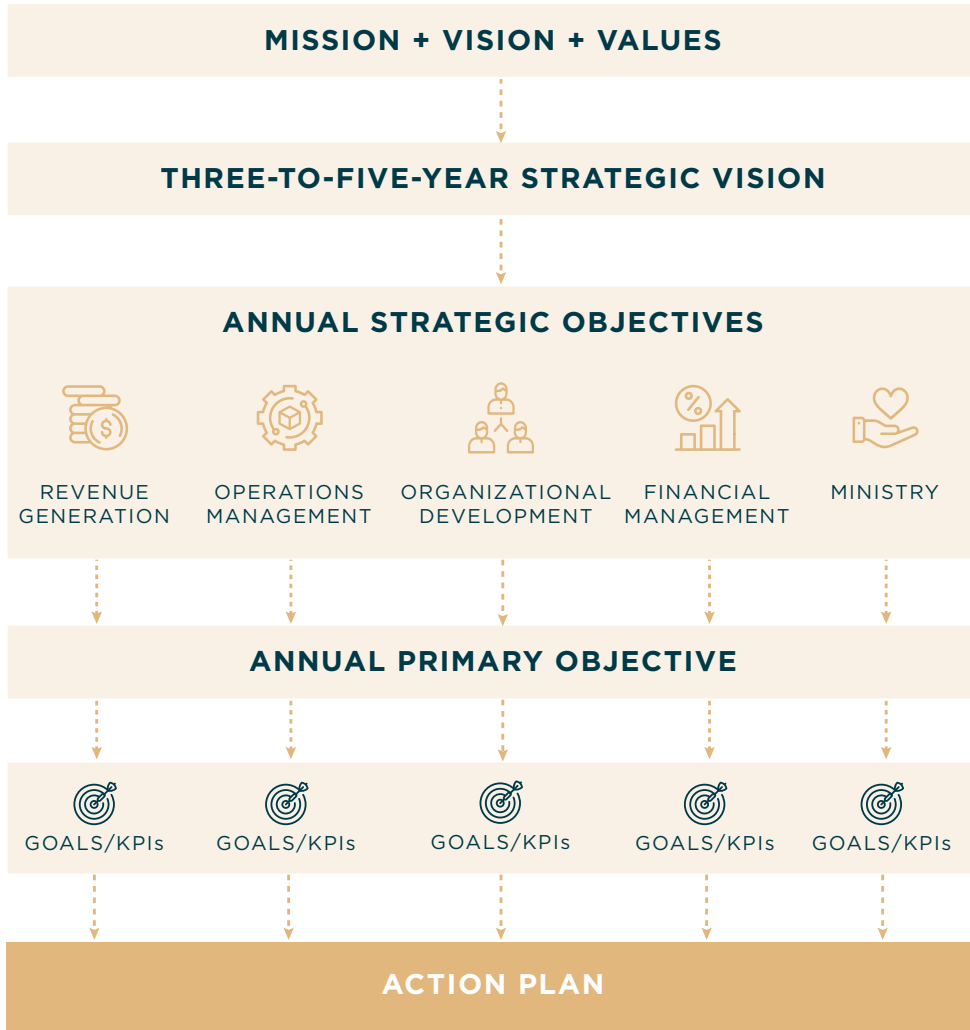 MISSION + VISION + VALUES
THREE-TO-FIVE-YEAR STRATEGIC VISION
ANNUAL STRATEGIC OBJECTIVES
$
%
REVENUE
GENERATION
OPERATIONS
MANAGEMENT
ORGANIZATIONAL
DEVELOPMENT
FINANCIAL
MANAGEMENT
MINISTRY
ANNUAL PRIMARY OBJECTIVE
GOALS/KPIs
GOALS/KPIs
GOALS/KPIs
GOALS/KPIs
GOALS/KPIs
ACTION PLAN